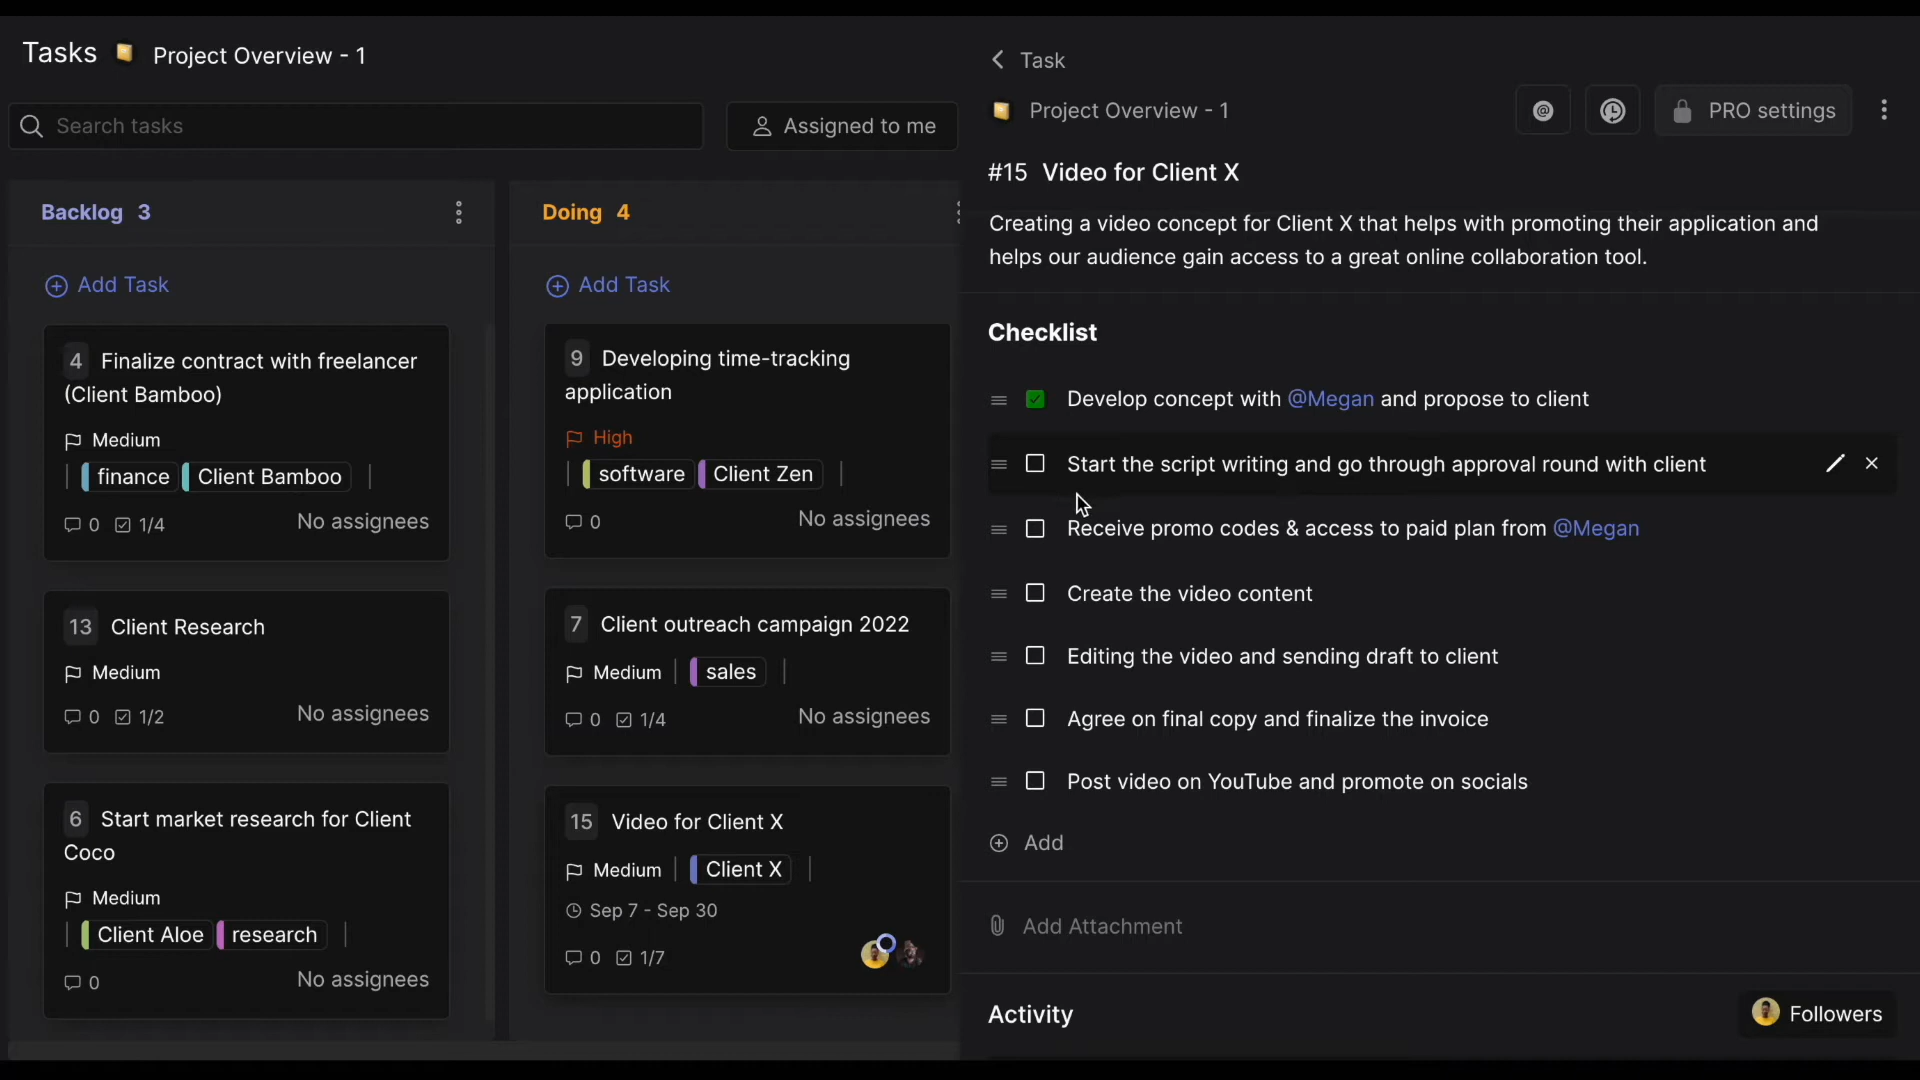 Tasks Project Overview - 1
Search tasks
Assigned to me
Backlog 3
Add Task
4 Finalize contract with freelancer
(Client Bamboo)
Medium
finance Client Bamboo
0 1/4 No assignees
13 Client Research
Medium
0 1/2 No assignees
6 Start market research for Client
Coco
Medium
Client Aloe research
0 No assignees
Doing 4
Add Task
9 Developing time-tracking
application
High
software Client Zen
0 No assignees
7 Client outreach campaign 2022
Medium sales
0 1/4 No assignees
15 Video for Client X
Medium Client X
Sep 7 - Sep 30
0 1/7
Task
Project Overview - 1
PRO settings
#15 Video for Client X
Creating a video concept for Client X that helps with promoting their application and
helps our audience gain access to a great online collaboration tool.
Checklist
Develop concept with @Megan and propose to client
Start the script writing and go through approval round with client
Receive promo codes & access to paid plan from @Megan
Create the video content
Editing the video and sending draft to client
Agree on final copy and finalize the invoice
Post video on YouTube and promote on socials
Add
Add Attachment
Activity
Followers